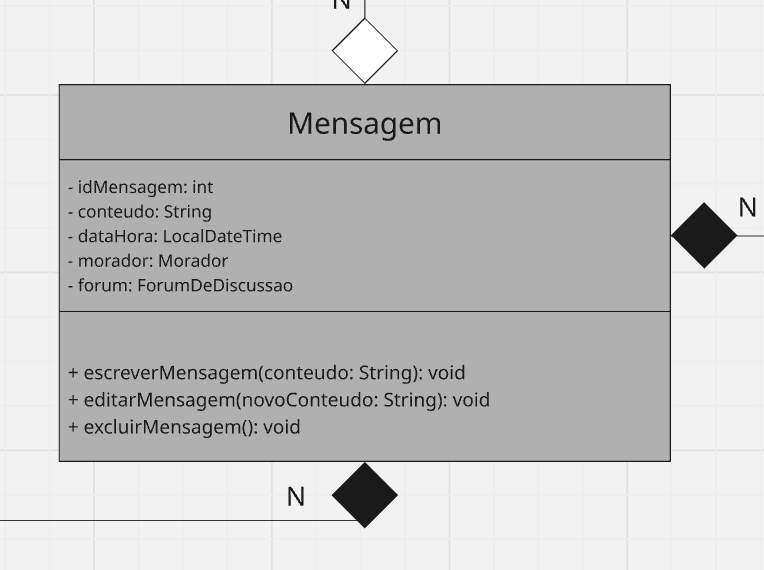 N
Mensagem
- idMensagem: int
- conteudo: String
- dataHora: LocalDateTime
- morador: Morador
- forum: ForumDeDiscussao
N
+ escreverMensagem(conteudo: String): void
+ editarMensagem(novoConteudo: String): void
+ excluirMensagem(): void
N